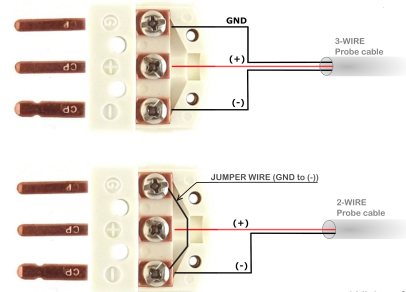 GND
3-WIRE
Probe cable
(+)
(-)
G
+
-
P
CP
CP
JUMPER WIRE (GND to (-))
2-WIRE
Probe cable
(+)
(-)
G
+
-
P
CP
CP